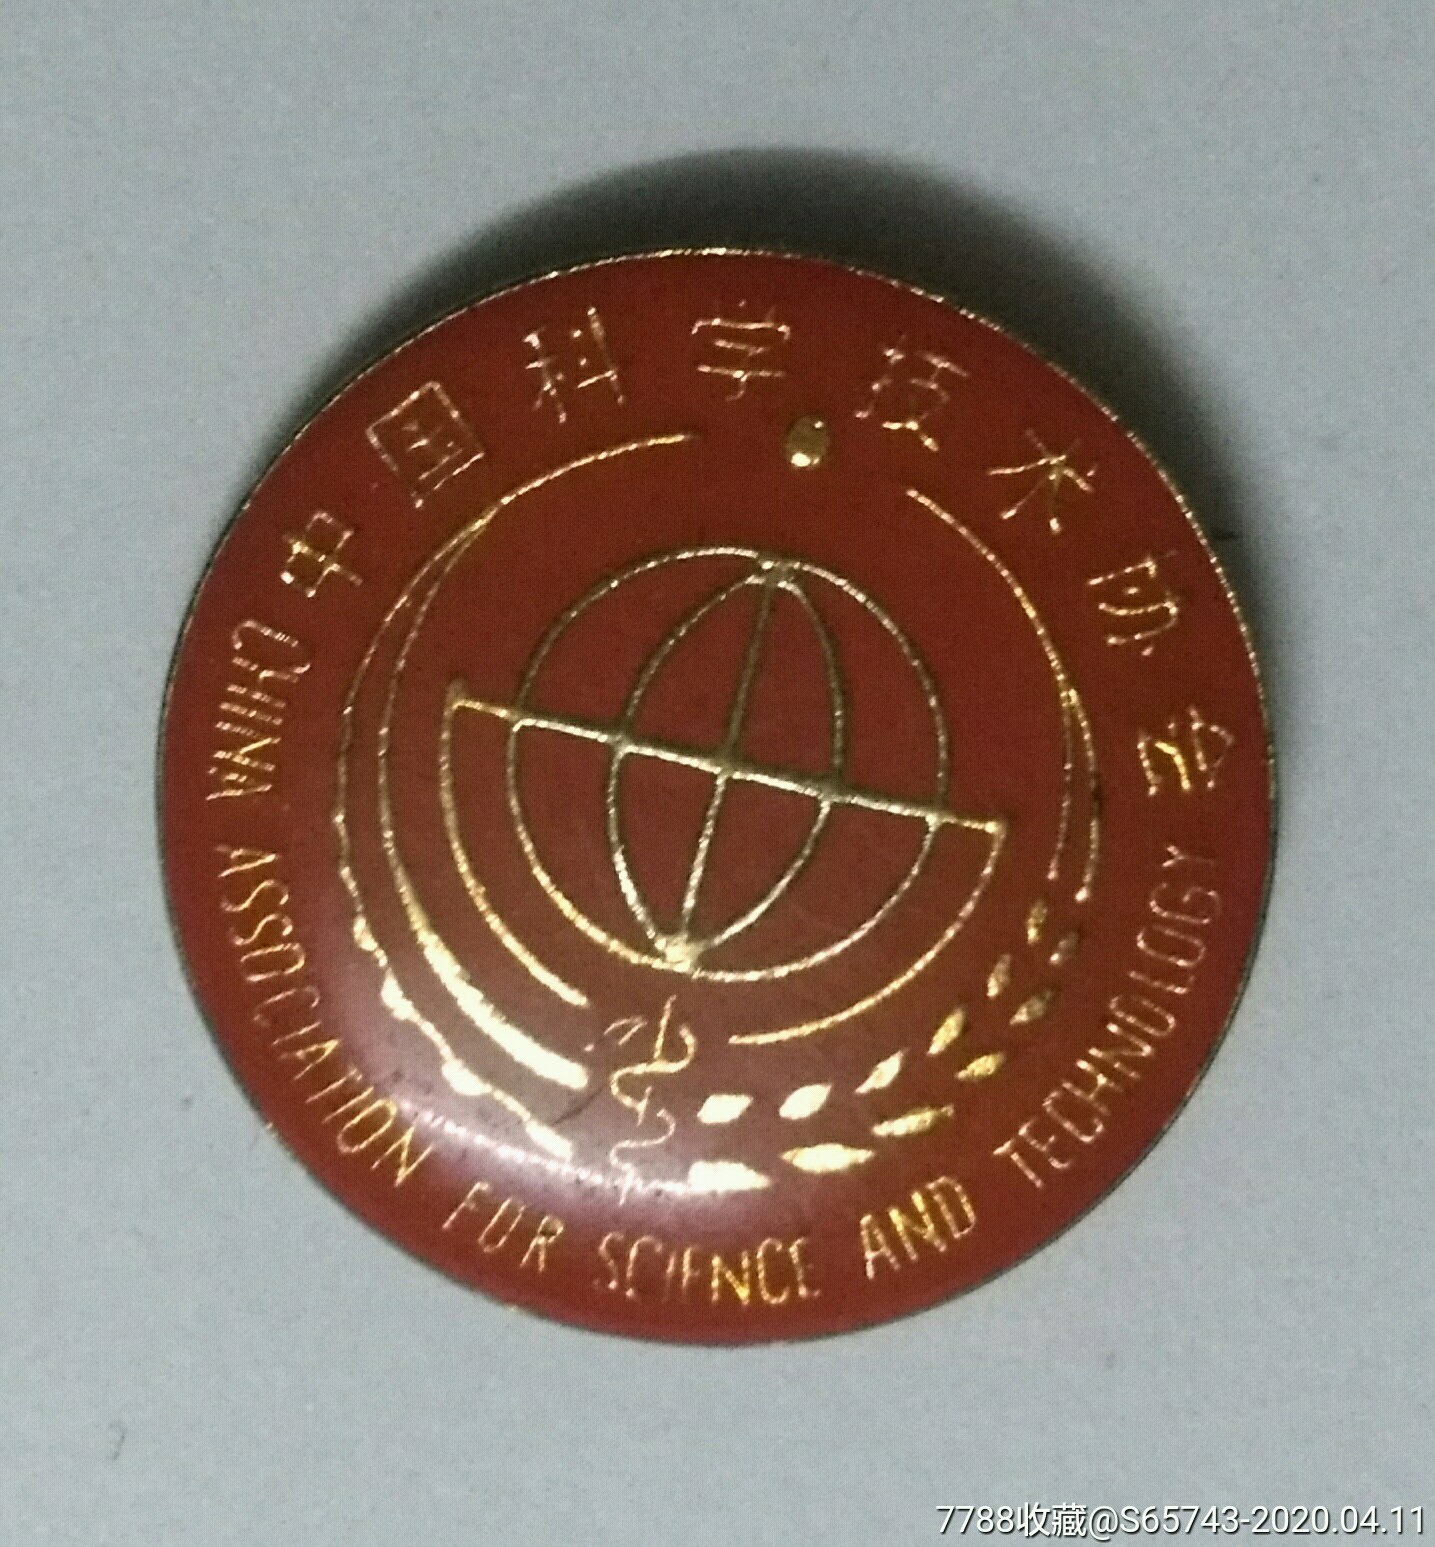 中国科学技术协会
CHINA ASSOCIATION FOR SCIENCE AND TECHNOLOGY
7788收藏@S65743-2020.04.11